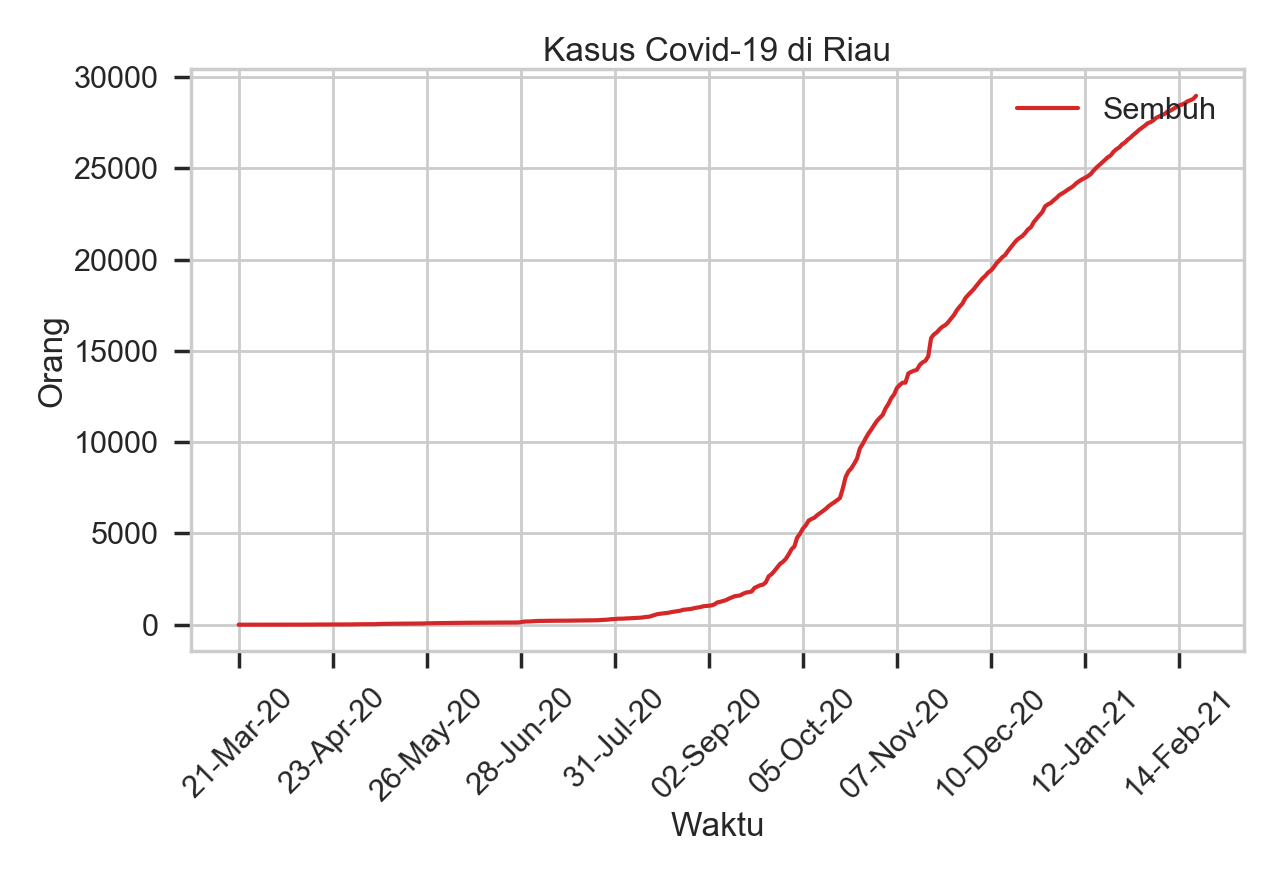 Kasus Covid-19 di Riau
30000
25000
20000
15000
10000
5000
0
Orang
Sembuh
21-Mar-20
23-Apr-20
26-May-20
28-Jun-20
31-Jul-20
02-Sep-20
05-Oct-20
07-Nov-20
10-Dec-20
12-Jan-21
14-Feb-21
Waktu